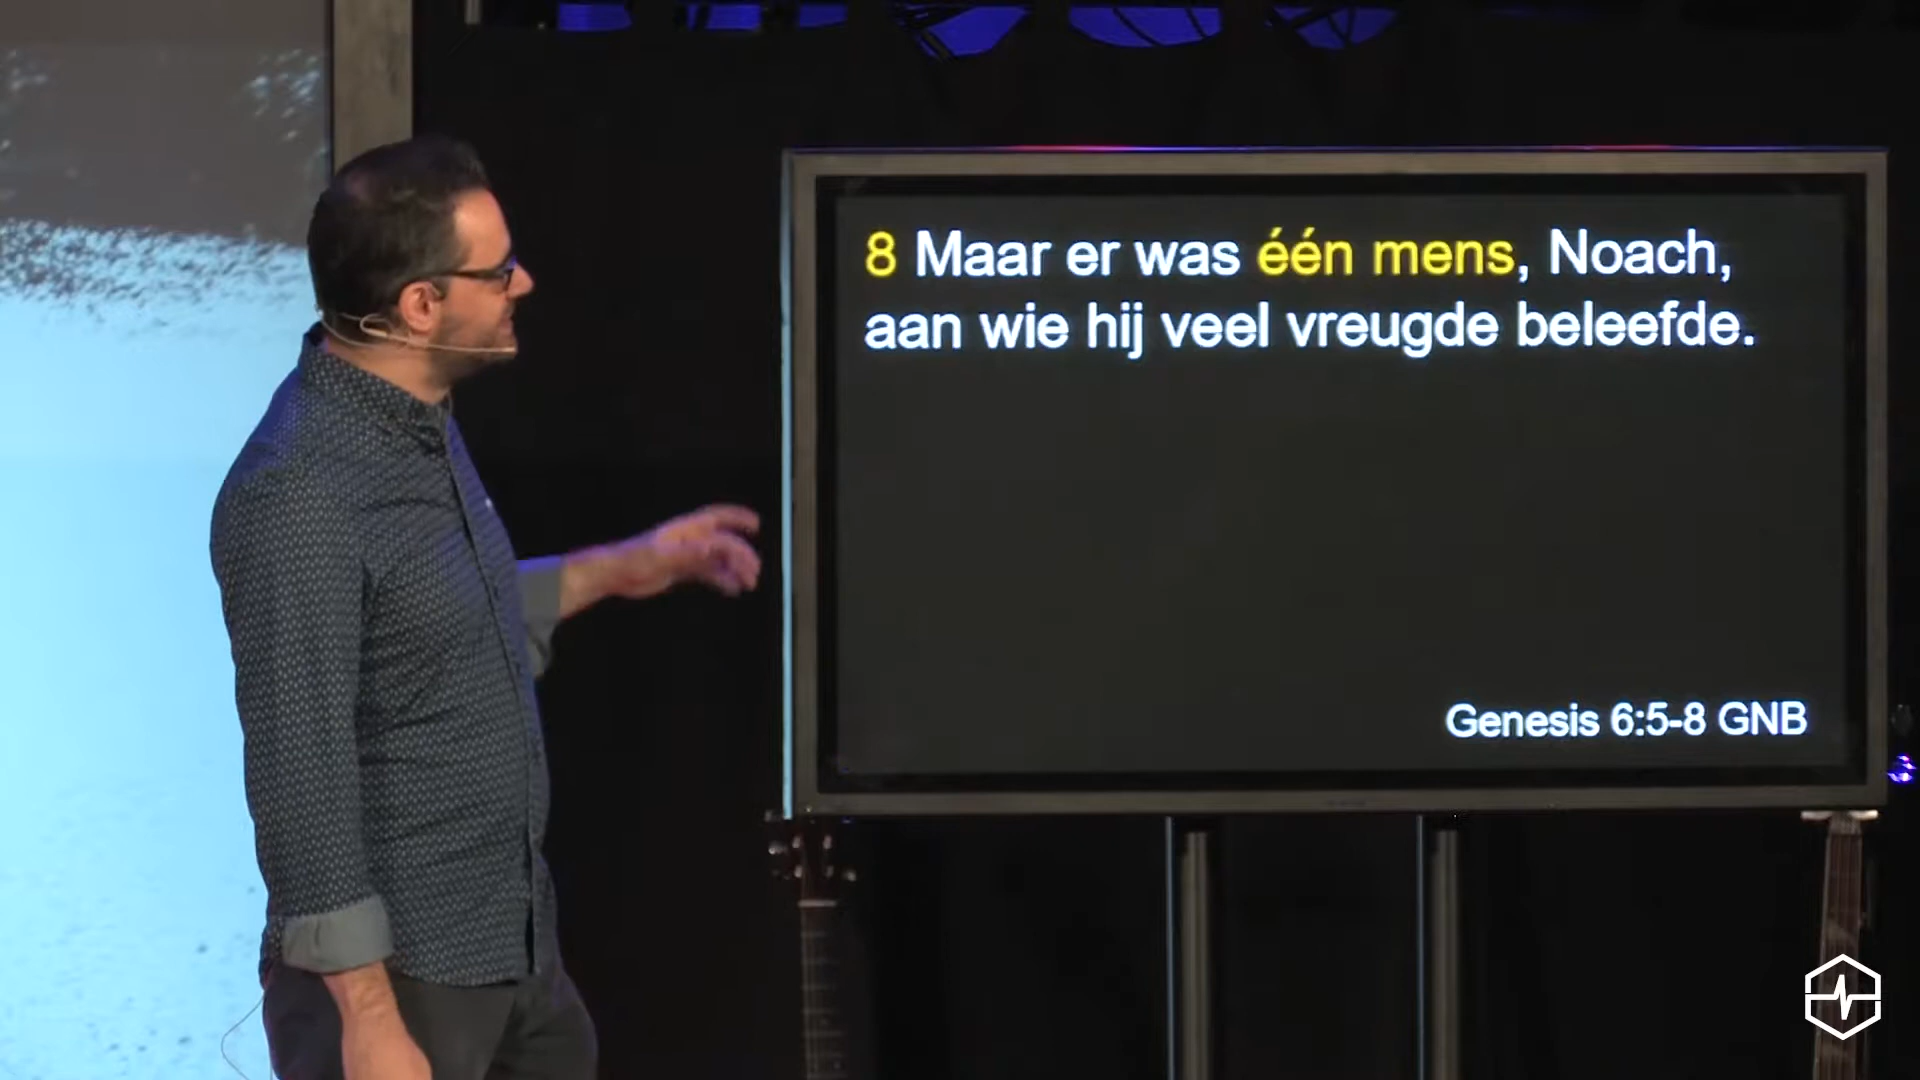 8 Maar er was één mens, Noach,
aan wie hij veel vreugde beleefde.
Genesis 6:5-8 GNB